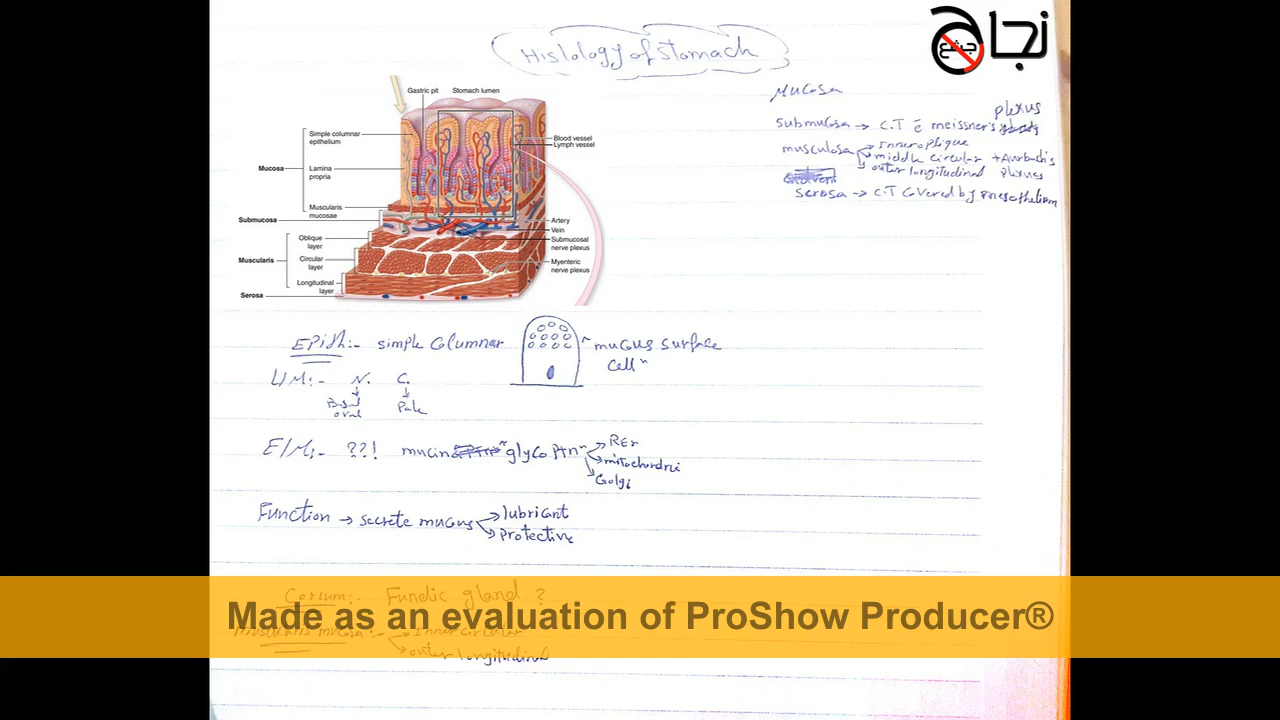 Histology of stomach
نجاح
جشع
Gastric pit
Stomach lumen
Simple columnar
epithelium
Mucosa
Lamina
propria
Muscularis
mucosae
Submucosa
Oblique
layer
Muscularis
Circular
layer
Longitudinal
layer
Serosa
Blood vessel
Lymph vessel
Artery
Vein
Submucosal
nerve plexus
Myenteric
nerve plexus
Mucosa
plexus
submucosa → C.T c̄ meissner's
musculosa Inner oplique
middle circular + Aurbach's
outer longitudinal plexus
serosa → C.T covered by mesothelium
Epith:- simple Columnar "mucus surface
cell"
L/M:- N. C.
Basal Pale
oval
E/M:- ??! mucin "glyco Ptn" RER
mitochondria
Golgi
Function → secrete mucus lubricant
protective
Corium:- Fundic gland ?
Made as an evaluation of ProShow Producer®
Muscularis mucosa:- Inner circular
outer longitudinal